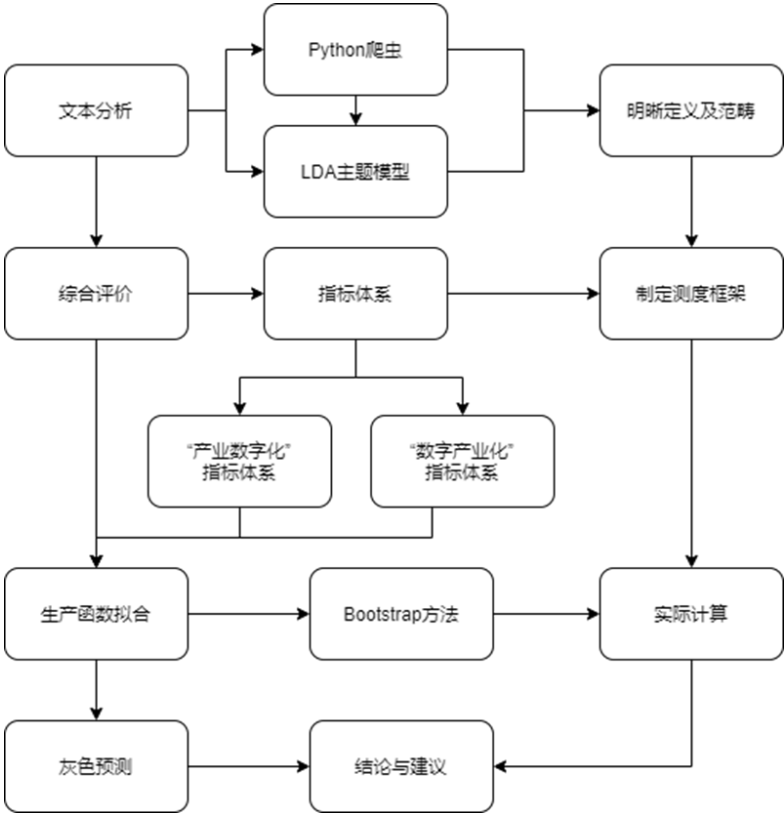 Python爬虫
文本分析
明晰定义及范畴
LDA主题模型
综合评价
指标体系
制定测度框架
“产业数字化”
指标体系
“数字产业化”
指标体系
生产函数拟合
Bootstrap方法
实际计算
灰色预测
结论与建议